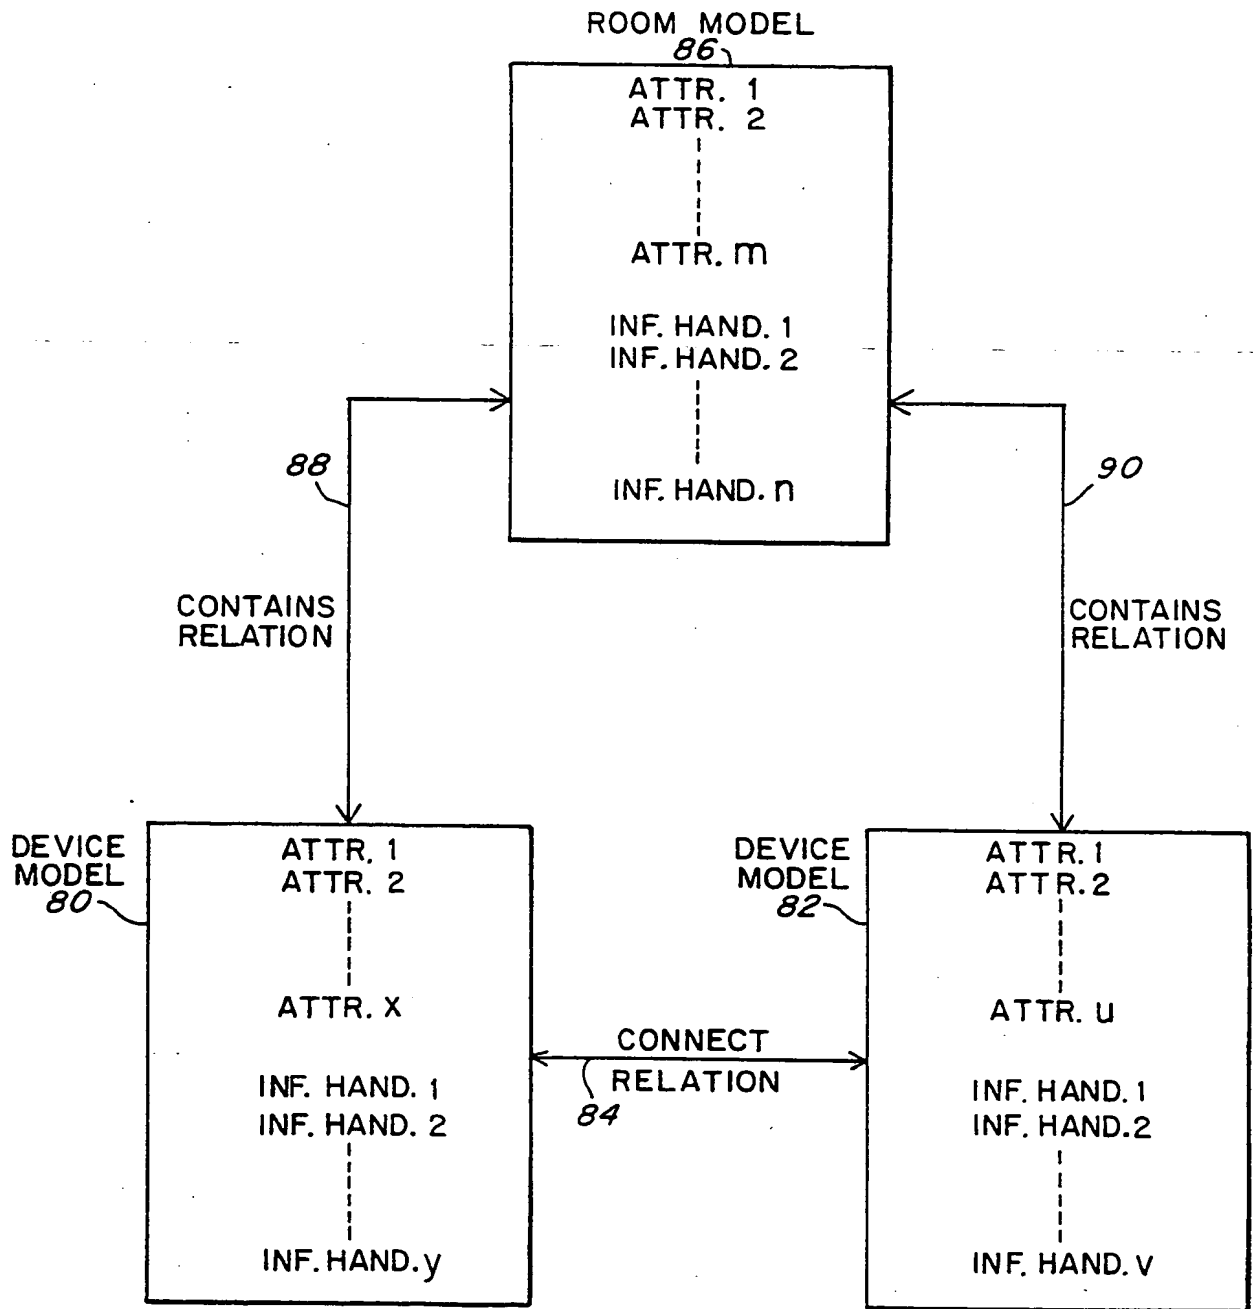 ROOM MODEL
86
ATTR. 1
ATTR. 2
ATTR. m
INF. HAND. 1
INF. HAND. 2
INF. HAND. n
88
90
CONTAINS
RELATION
CONTAINS
RELATION
DEVICE
MODEL
80
ATTR. 1
ATTR. 2
ATTR. x
INF. HAND. 1
INF. HAND. 2
INF. HAND. y
CONNECT
RELATION
84
DEVICE
MODEL
82
ATTR. 1
ATTR. 2
ATTR. u
INF. HAND. 1
INF. HAND. 2
INF. HAND. v